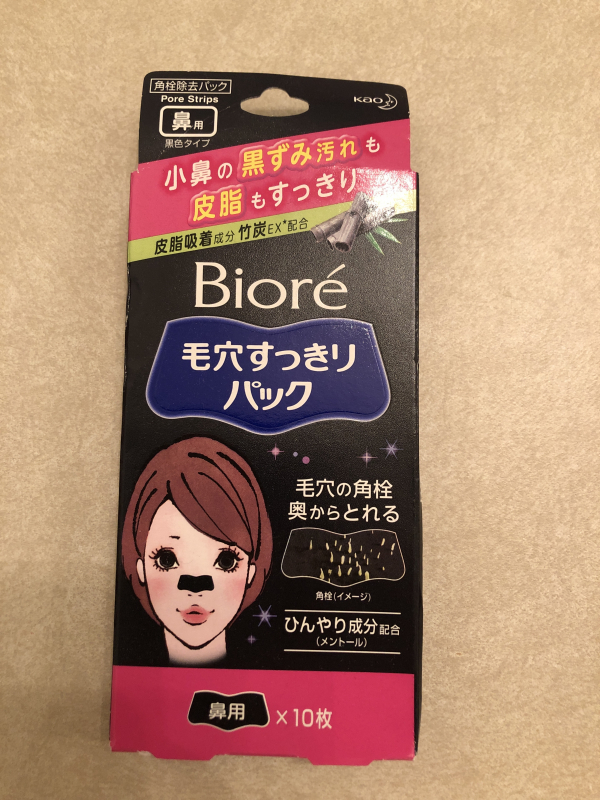 角栓除去パック
Pore Strips
鼻用
黒色タイプ
Kao
小鼻の黒ずみ汚れも
皮脂もすっきり
皮脂吸着成分竹炭EX*配合
Bioré
毛穴すっきり
パック
毛穴の角栓
奥からとれる
角栓(イメージ)
ひんやり成分配合
(メントール)
鼻用 ×10枚